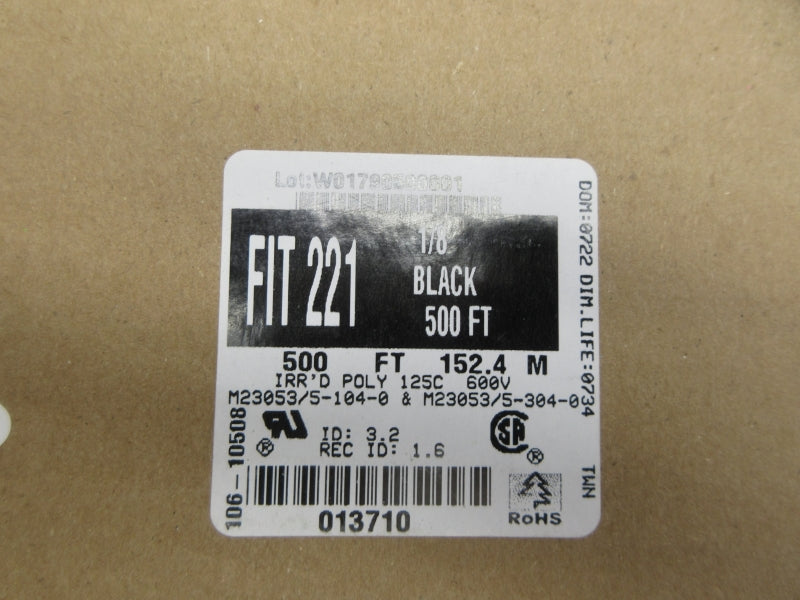 FIT 221
1/8
BLACK
500 FT
500 FT 152.4 M
IRR'D POLY 125C 600V
M23053/5-104-0 & M23053/5-304-0
ID: 3.2
REC ID: 1.6
013710
RoHS
106-10508
DOM:0722 DIM.LIFE:0734 TWN